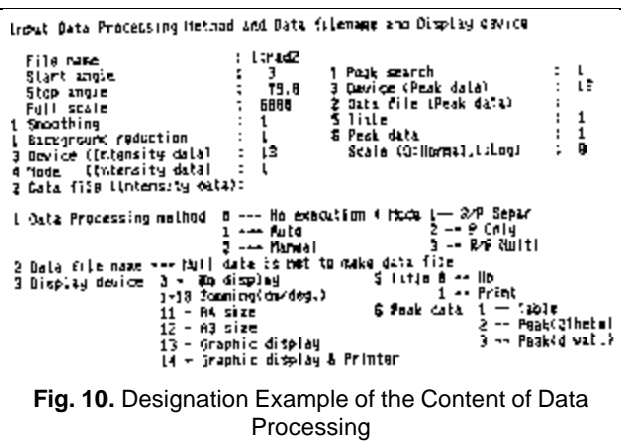 Input Data Processing Method and Data filename and Display device
File name : 
Start angle : 3 1 Peak search : 1
Stop angle : 79.8 3 Device (Peak data) :
Full scale : 2 Data file (Peak data) :
1 Smoothing : 1 5 Title : 1
1 Background reduction : 1 6 Peak data : 1
3 Device (Intensity data) : 13 Scale (0:Normal,1:Log) : 0
4 Mode (Intensity data) : 1
2 Data file (Intensity data):
1 Data Processing method 0 --- No execution 4 Mode 1--
1 --- Auto 2 -- P Only
2 --- Manual 3 --
2 Data file name --- Null data is not to make data file
3 Display device 0 - No display 5 Title 0 -- No
1-10 1 -- Print
11 - A4 size 6 Peak data 1 -- Table
12 - A3 size 2 -- Peak(2theta)
13 - Graphic display 3 -- Peak(d val.)
14 - Graphic display & Printer
Fig. 10. Designation Example of the Content of Data
Processing